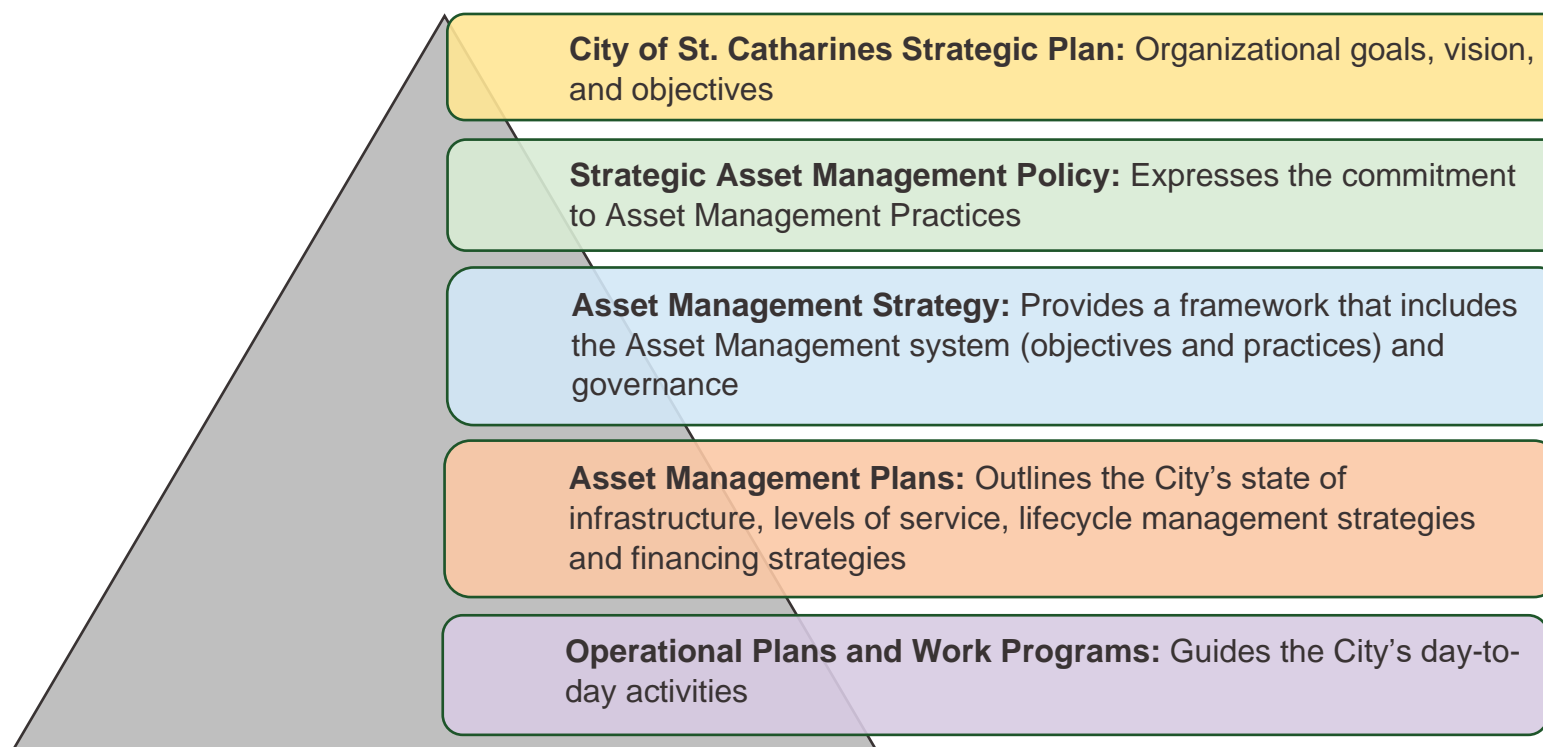 City of St. Catharines Strategic Plan: Organizational goals, vision,
and objectives
Strategic Asset Management Policy: Expresses the commitment
to Asset Management Practices
Asset Management Strategy: Provides a framework that includes
the Asset Management system (objectives and practices) and
governance
Asset Management Plans: Outlines the City’s state of
infrastructure, levels of service, lifecycle management strategies
and financing strategies
Operational Plans and Work Programs: Guides the City’s day-to-
day activities